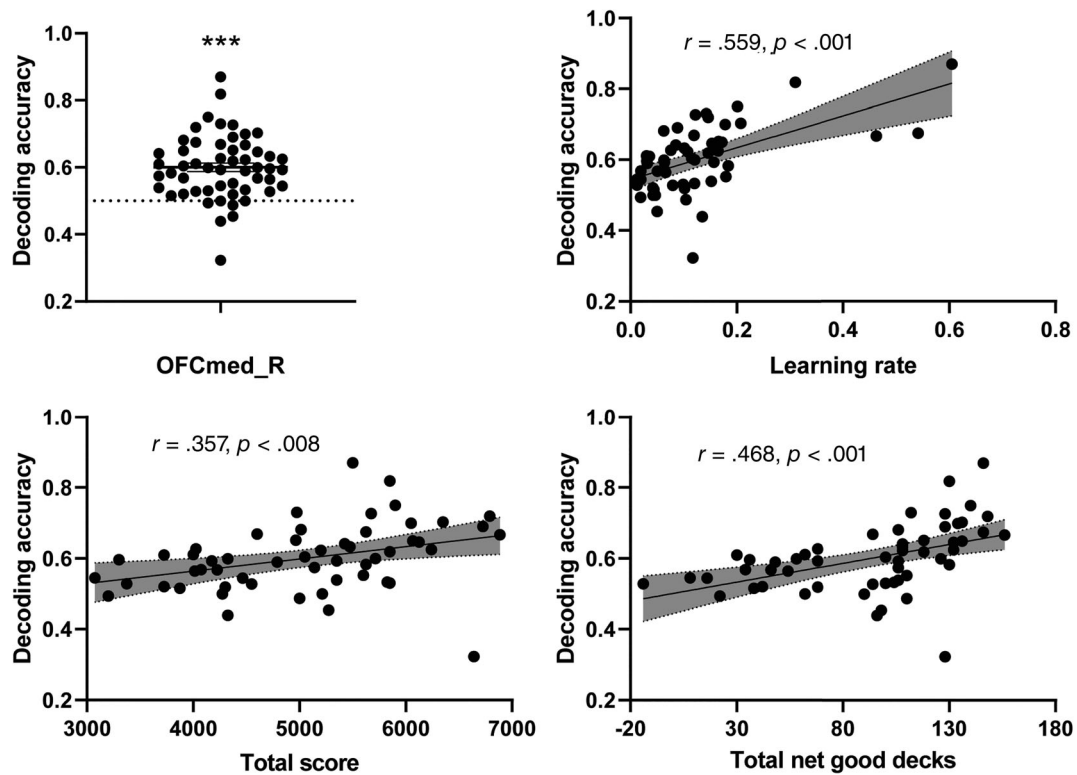 1.0
0.8
0.6
0.4
0.2
Decoding accuracy
***
OFCmed_R
1.0
0.8
0.6
0.4
0.2
Decoding accuracy
r = .559, p < .001
0.0 0.2 0.4 0.6 0.8
Learning rate
1.0
0.8
0.6
0.4
0.2
Decoding accuracy
r = .357, p < .008
3000 4000 5000 6000 7000
Total score
1.0
0.8
0.6
0.4
0.2
Decoding accuracy
r = .468, p < .001
-20 30 80 130 180
Total net good decks